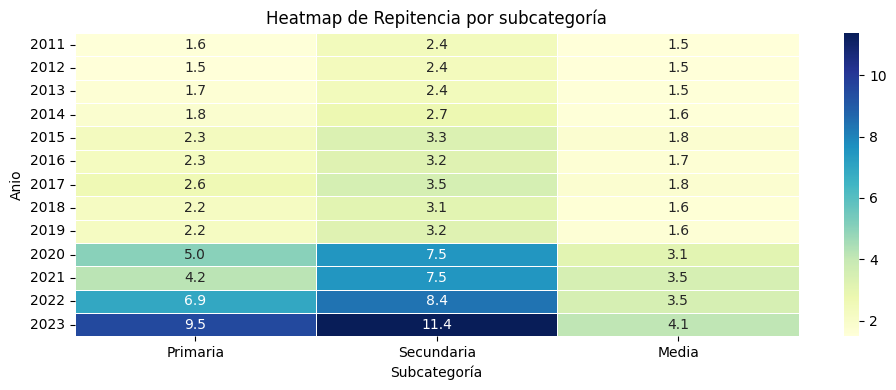 Heatmap de Repitencia por subcategoría
Anio
2011 1.6 2.4 1.5
2012 1.5 2.4 1.5
2013 1.7 2.4 1.5
2014 1.8 2.7 1.6
2015 2.3 3.3 1.8
2016 2.3 3.2 1.7
2017 2.6 3.5 1.8
2018 2.2 3.1 1.6
2019 2.2 3.2 1.6
2020 5.0 7.5 3.1
2021 4.2 7.5 3.5
2022 6.9 8.4 3.5
2023 9.5 11.4 4.1
Primaria Secundaria Media
Subcategoría
10
8
6
4
2